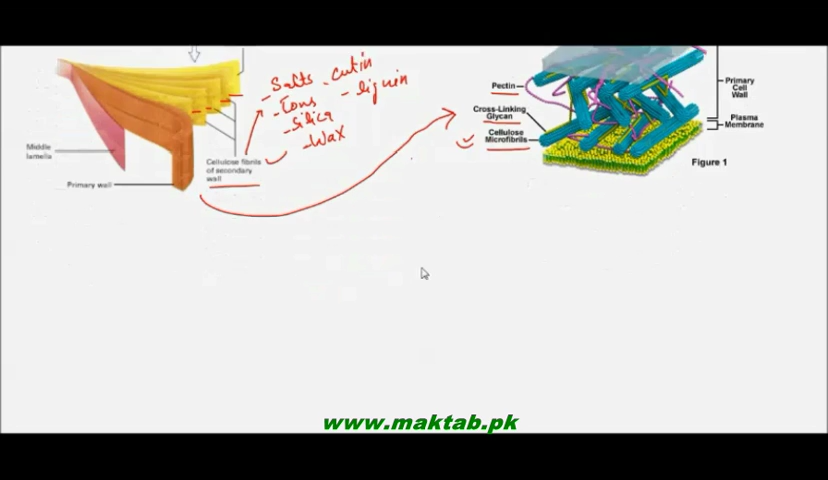 - Salts - Cutin
- Ions - lignin
- Silica
- Wax
Middle
lamella
Primary wall
Cellulose fibrils
of secondary
wall
Pectin
Cross-Linking
Glycan
Cellulose
Microfibrils
Primary
Cell
Wall
Plasma
Membrane
Figure 1
www.maktab.pk